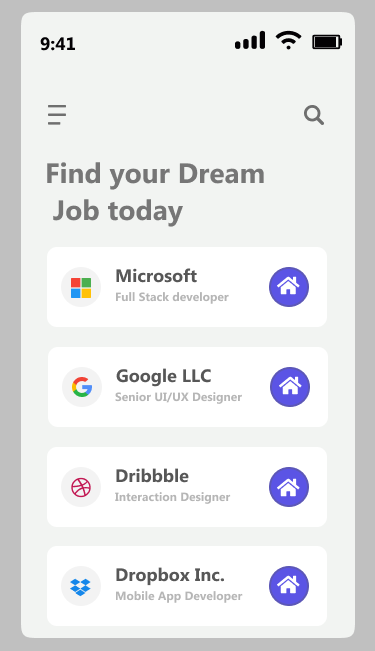 9:41
Find your Dream
Job today
Microsoft
Full Stack developer
Google LLC
Senior UI/UX Designer
Dribbble
Interaction Designer
Dropbox Inc.
Mobile App Developer